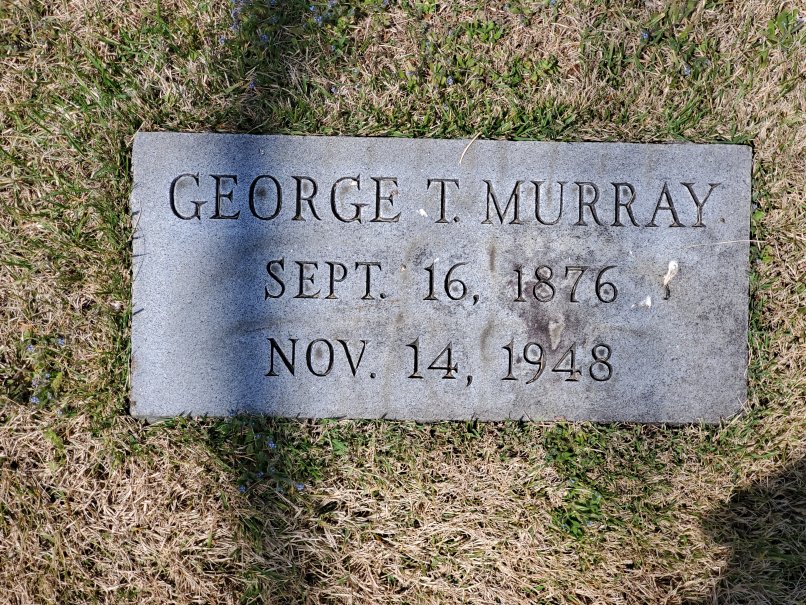 GEORGE T. MURRAY
SEPT. 16, 1876
NOV. 14, 1948